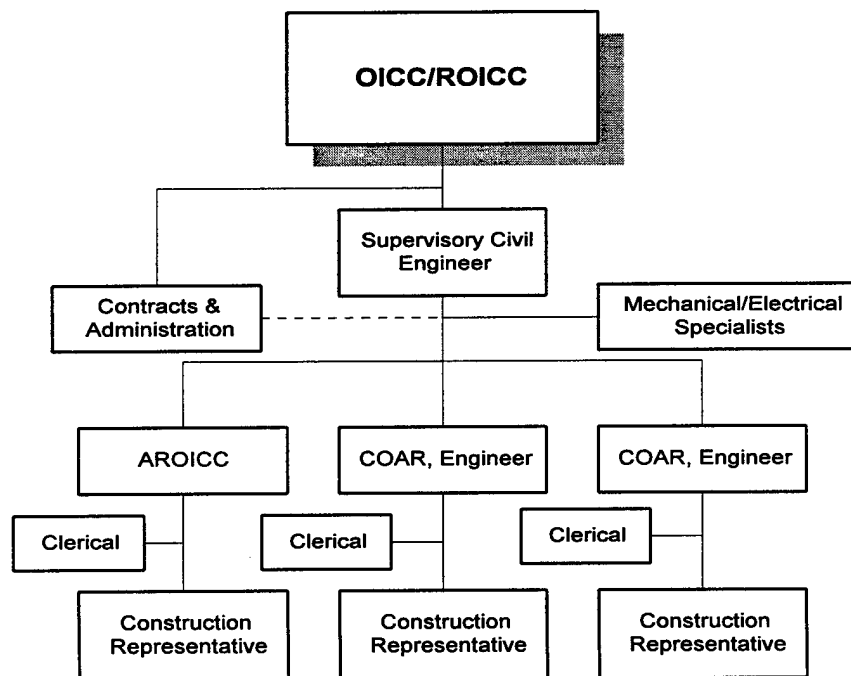 OICC/ROICC
Supervisory Civil
Engineer
Contracts &
Administration
Mechanical/Electrical
Specialists
AROICC
COAR, Engineer
COAR, Engineer
Clerical
Clerical
Clerical
Construction
Representative
Construction
Representative
Construction
Representative